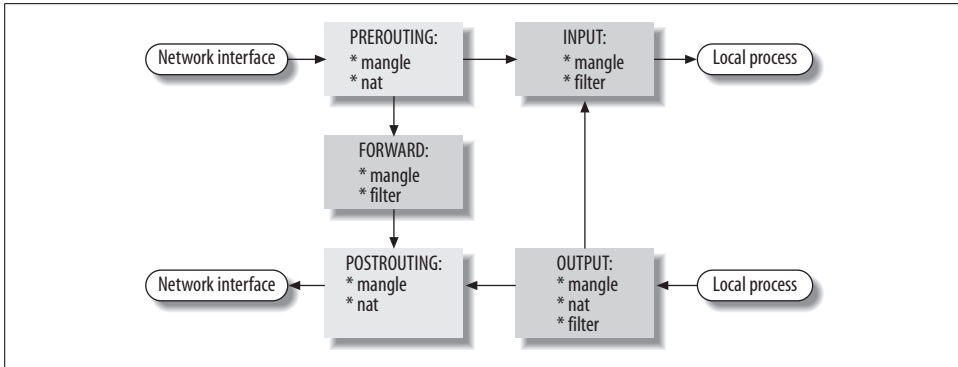 Network interface
PREROUTING:
* mangle
* nat
INPUT:
* mangle
* filter
Local process
FORWARD:
* mangle
* filter
Network interface
POSTROUTING:
* mangle
* nat
OUTPUT:
* mangle
* nat
* filter
Local process